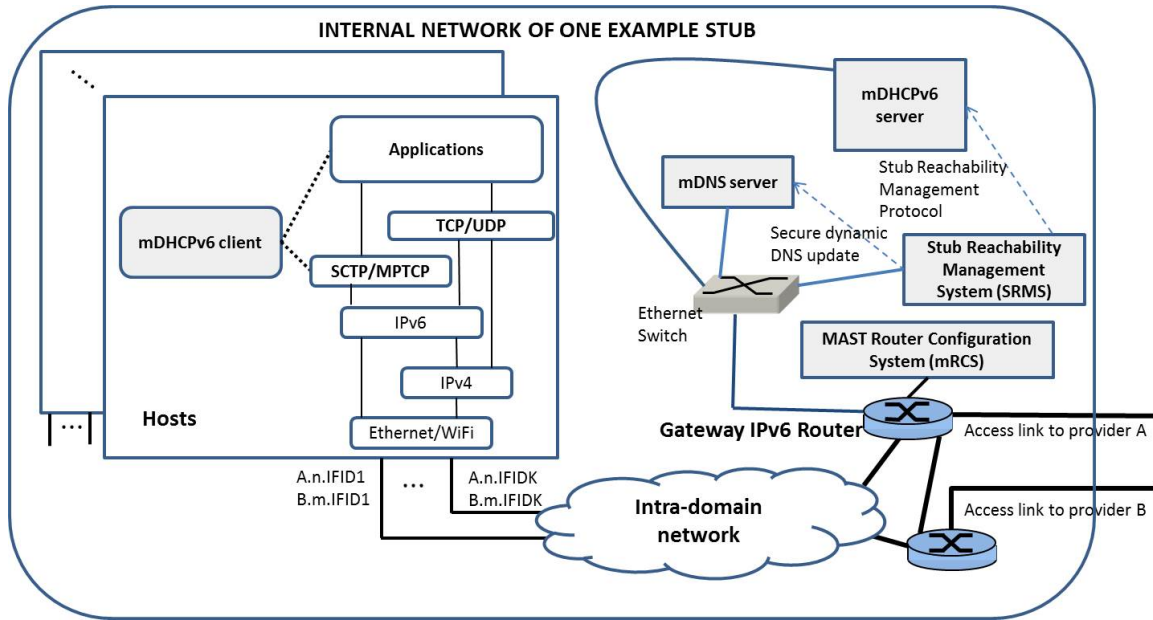 INTERNAL NETWORK OF ONE EXAMPLE STUB
...
Applications
mDHCPv6 client
TCP/UDP
SCTP/MPTCP
IPv6
IPv4
Ethernet/WiFi
Hosts
...
A.n.IFID1
B.m.IFID1
...
A.n.IFIDK
B.m.IFIDK
mDHCPv6
server
Stub Reachability
Management
Protocol
mDNS server
Secure dynamic
DNS update
Stub Reachability
Management
System (SRMS)
Ethernet
Switch
MAST Router Configuration
System (mRCS)
Gateway IPv6 Router
Access link to provider A
Intra-domain
network
Access link to provider B